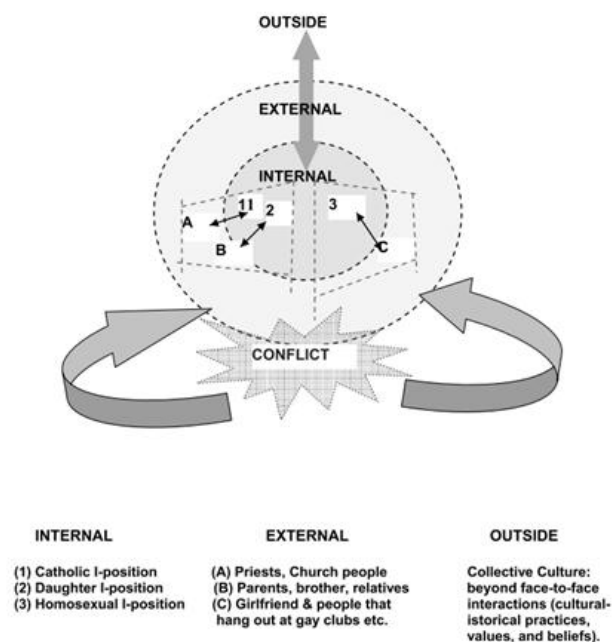 OUTSIDE
EXTERNAL
INTERNAL
11
2
3
A
B
C
CONFLICT
INTERNAL
(1) Catholic I-position
(2) Daughter I-position
(3) Homosexual I-position
EXTERNAL
(A) Priests, Church people
(B) Parents, brother, relatives
(C) Girlfriend & people that
hang out at gay clubs etc.
OUTSIDE
Collective Culture:
beyond face-to-face
interactions (cultural-
istorical practices,
values, and beliefs).